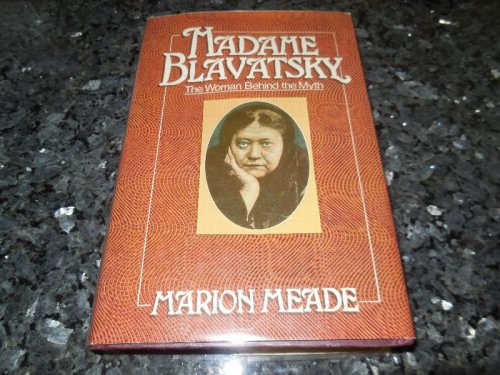 MADAME
BLAVATSKY
The Woman Behind the Myth
MARION MEADE